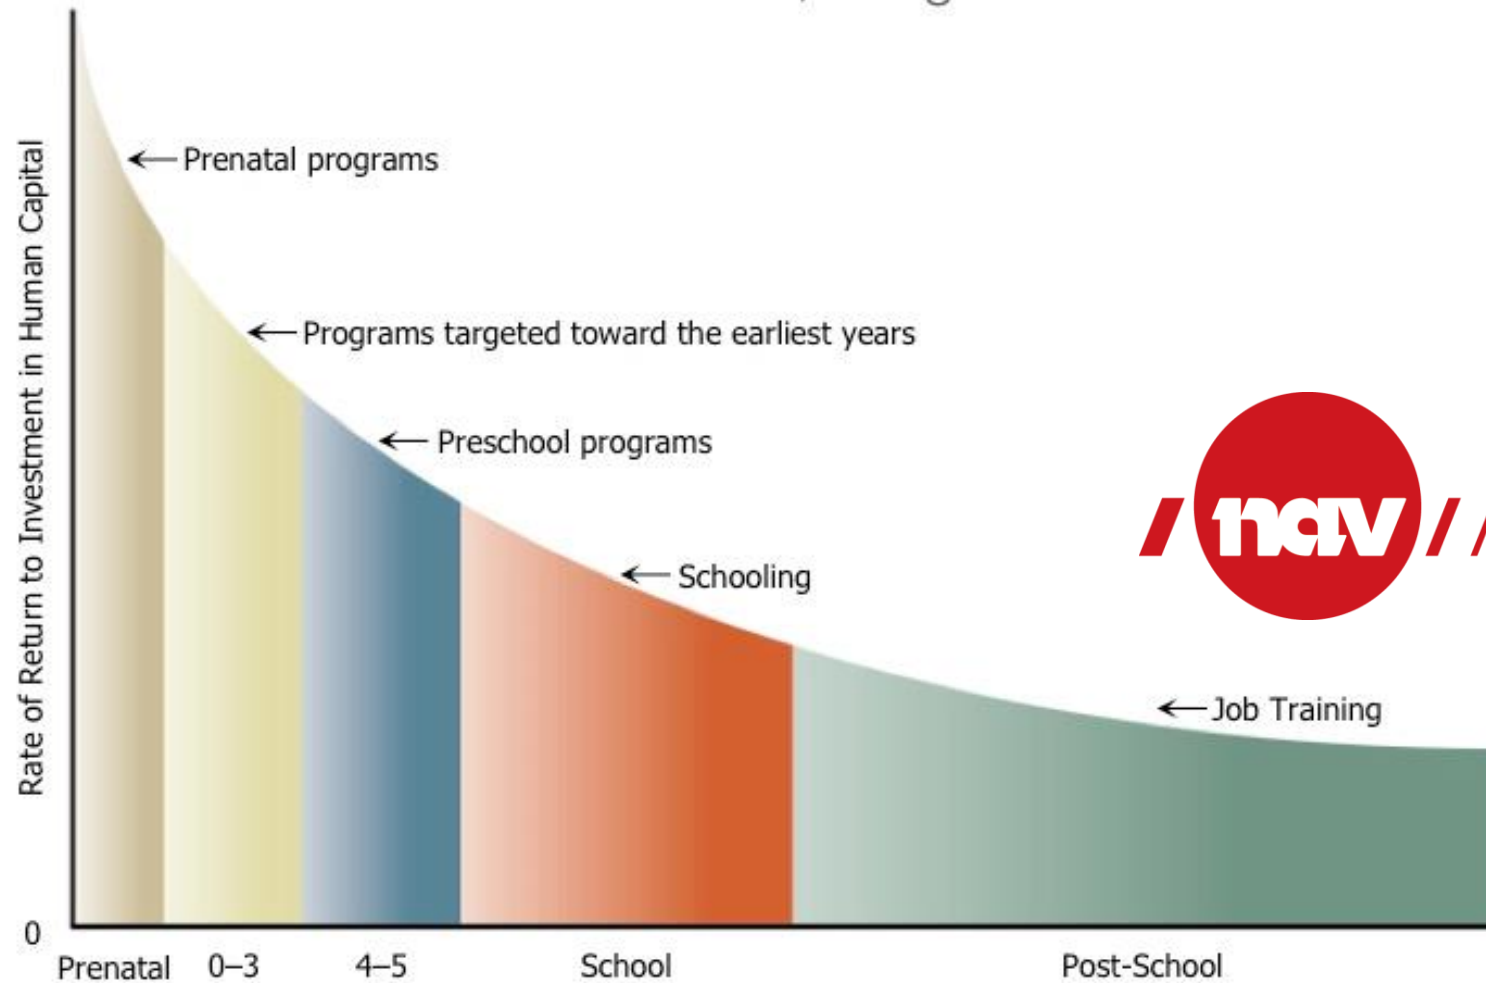 Rate of Return to Investment in Human Capital
Prenatal programs
Programs targeted toward the earliest years
Preschool programs
nav
Schooling
Job Training
0
Prenatal
0–3
4–5
School
Post-School